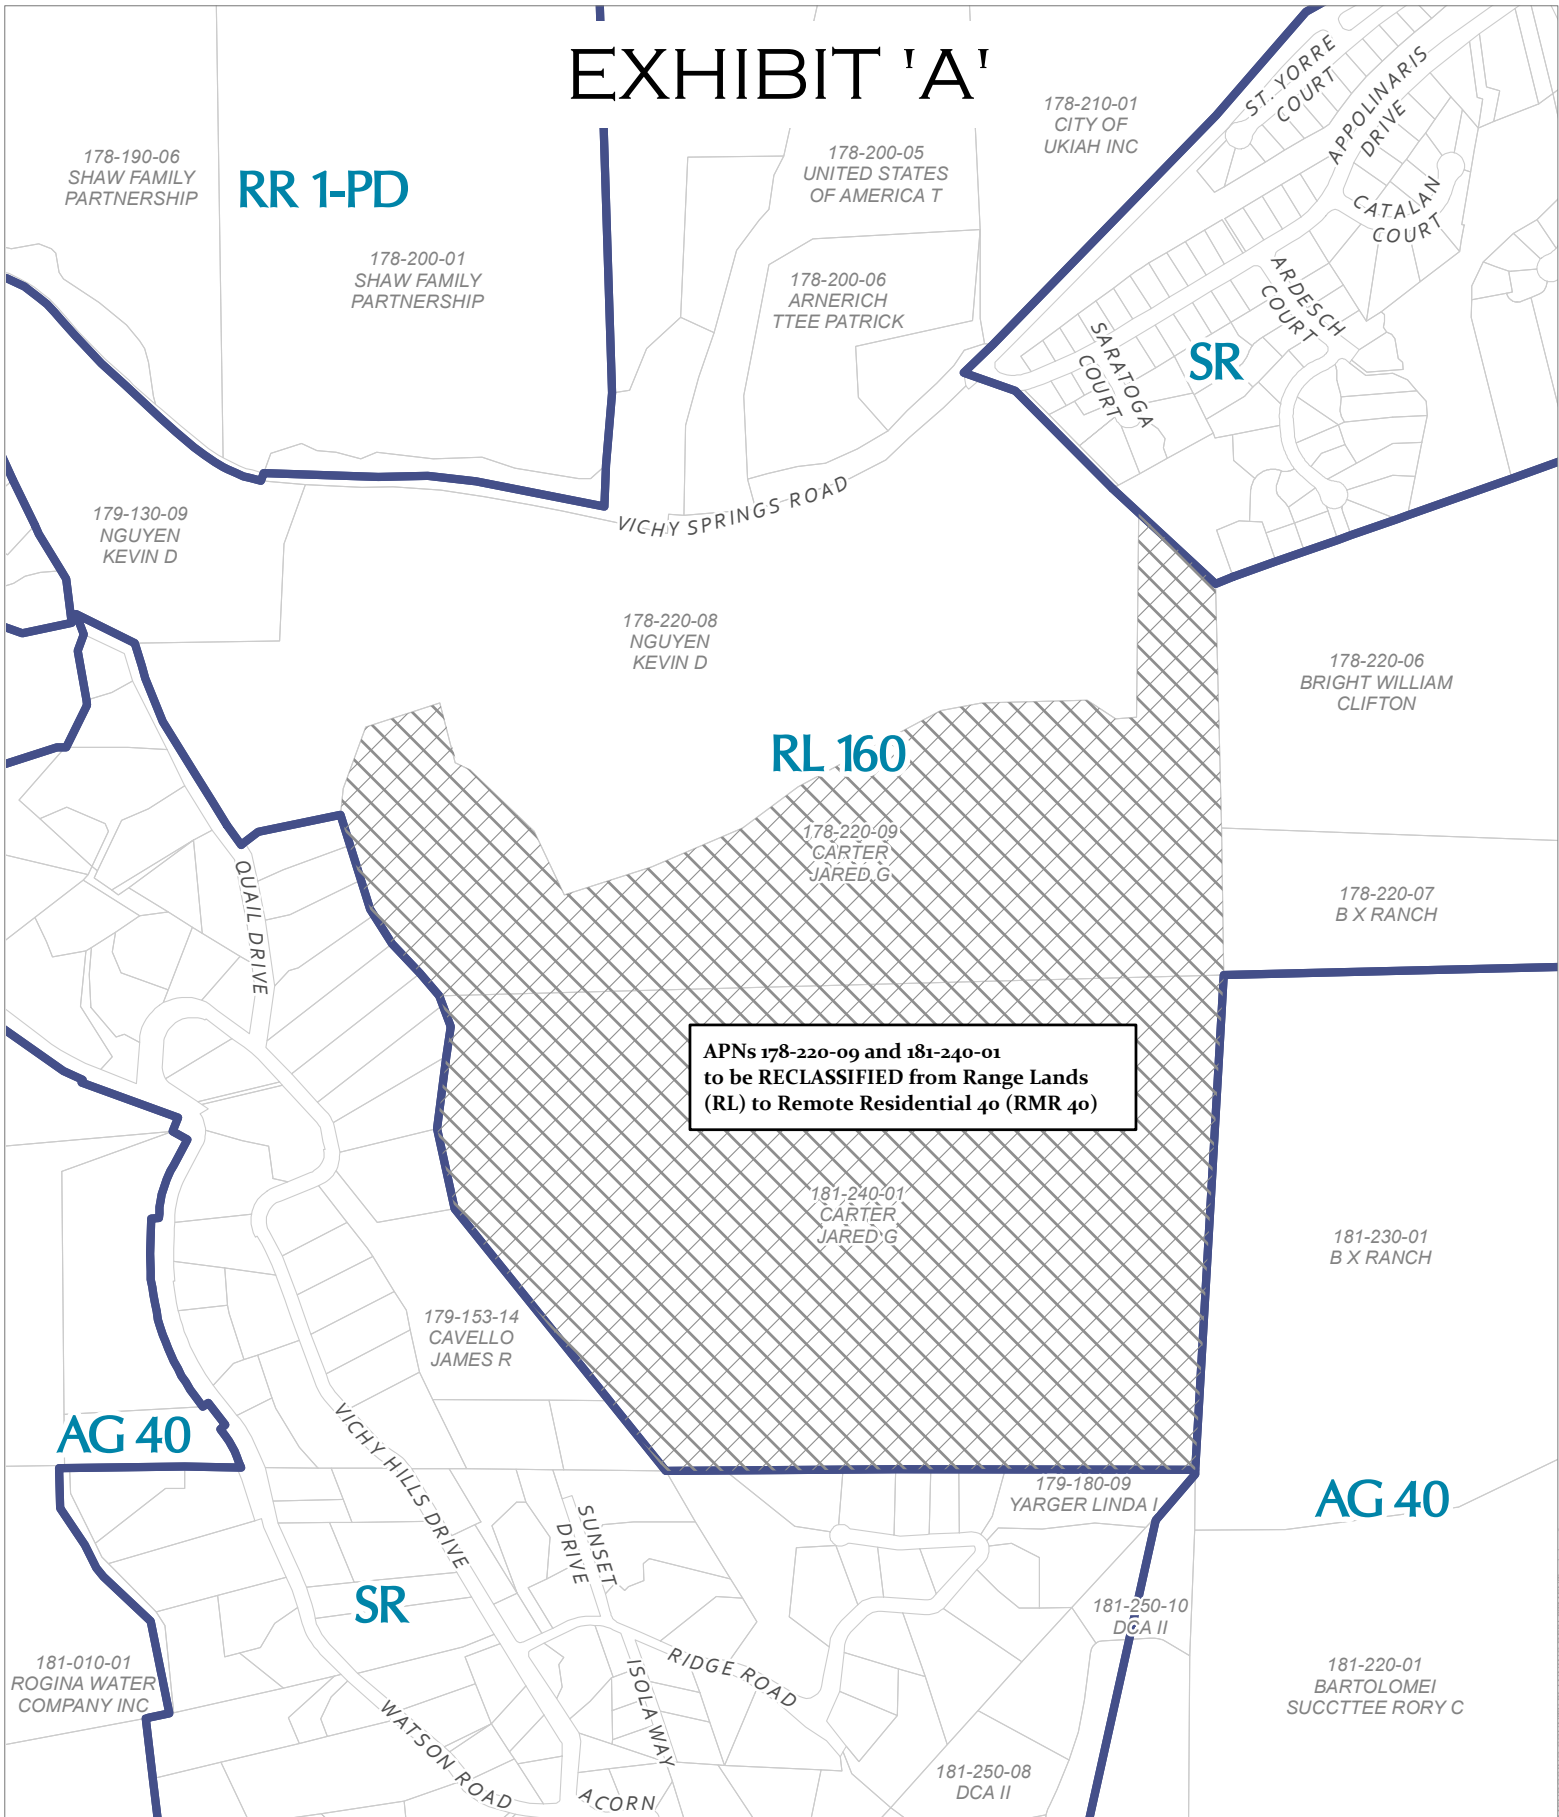 EXHIBIT 'A'
ST. YORRE
COURT
APPOLINARIS
DRIVE
178-210-01
CITY OF
UKIAH INC
178-190-06
SHAW FAMILY
PARTNERSHIP
RR 1-PD
178-200-05
UNITED STATES
OF AMERICA T
CATALAN
COURT
178-200-01
SHAW FAMILY
PARTNERSHIP
178-200-06
ARNERICH
TTEE PATRICK
ARDESCH
COURT
SARATOGA
COURT
SR
VICHY SPRINGS ROAD
179-130-09
NGUYEN
KEVIN D
178-220-08
NGUYEN
KEVIN D
178-220-06
BRIGHT WILLIAM
CLIFTON
RL 160
178-220-09
CARTER
JARED G
178-220-07
B X RANCH
QUAIL DRIVE
APNs 178-220-09 and 181-240-01
to be RECLASSIFIED from Range Lands
(RL) to Remote Residential 40 (RMR 40)
181-240-01
CARTER
JARED G
181-230-01
B X RANCH
179-153-14
CAVELLO
JAMES R
AG 40
VICHY HILLS DRIVE
179-180-09
YARGER LINDA I
AG 40
SUNSET
DRIVE
SR
181-250-10
DCA II
181-010-01
ROGINA WATER
COMPANY INC
RIDGE ROAD
ISOLA WAY
181-220-01
BARTOLOMEI
SUCCTTEE RORY C
WATSON ROAD
181-250-08
DCA II
ACORN